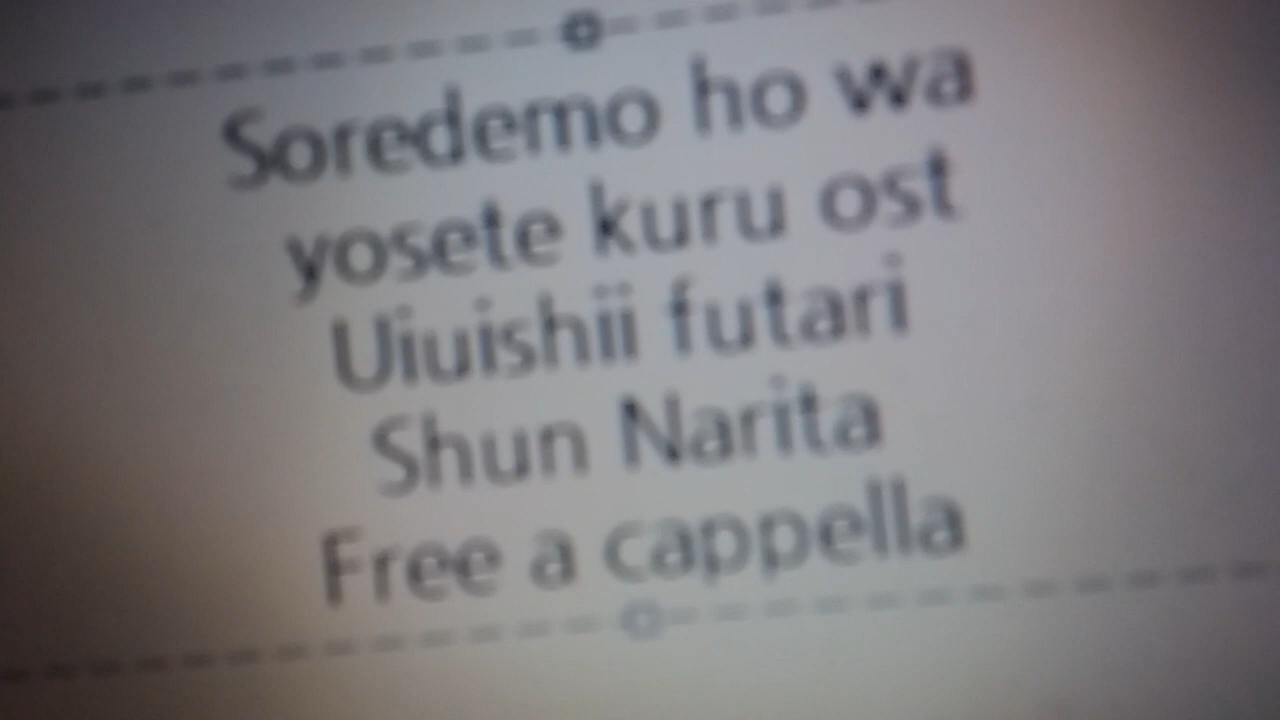 Soredemo ho wa
yosete kuru ost
Uiuishii futari
Shun Narita
Free a cappella